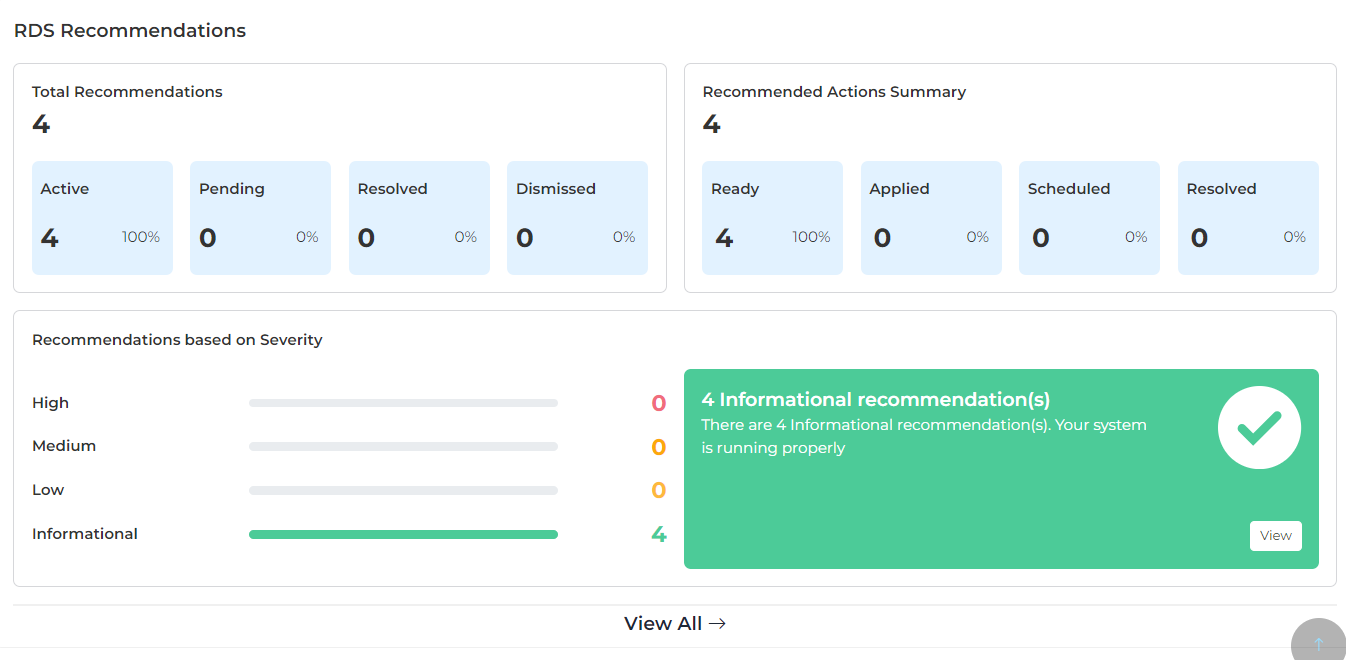 RDS Recommendations
Total Recommendations
4
Active
4 100%
Pending
0 0%
Resolved
0 0%
Dismissed
0 0%
Recommended Actions Summary
4
Ready
4 100%
Applied
0 0%
Scheduled
0 0%
Resolved
0 0%
Recommendations based on Severity
High 0
Medium 0
Low 0
Informational 4
4 Informational recommendation(s)
There are 4 Informational recommendation(s). Your system
is running properly
View
View All →